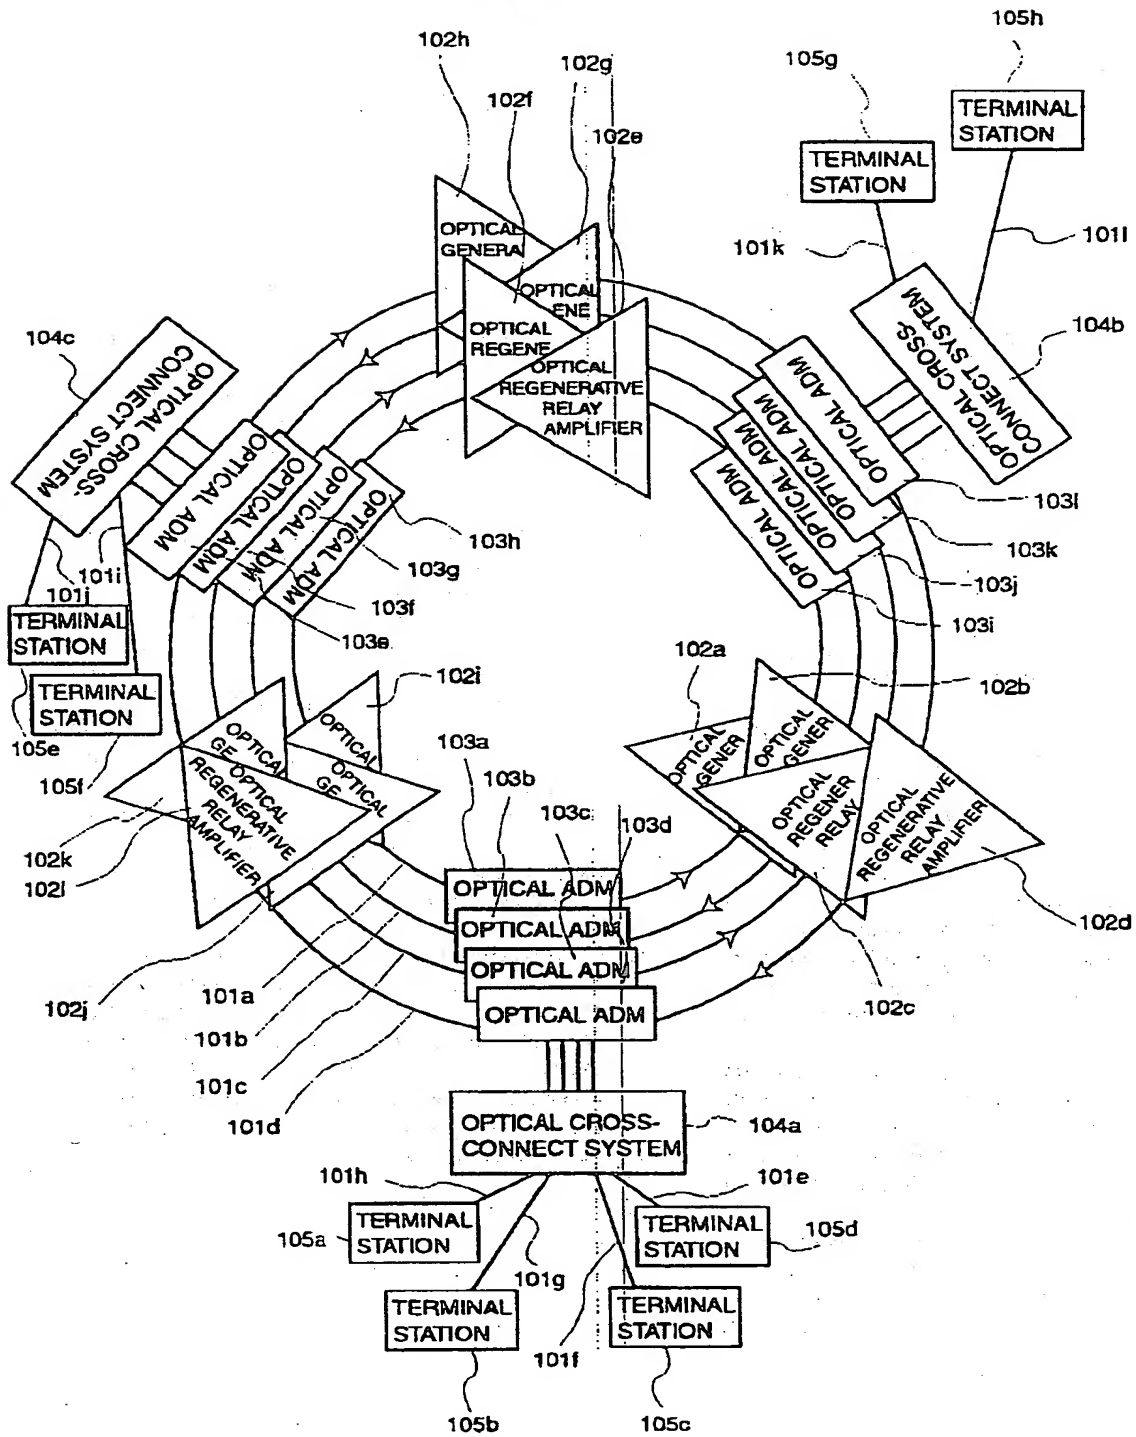 105h
102h
105g
102g
102f
TERMINAL
STATION
102e
TERMINAL
STATION
OPTICAL
GENERA
101k
101l
OPTICAL
ENE
OPTICAL
REGENE
OPTICAL
REGENERATIVE
RELAY
AMPLIFIER
104c
OPTICAL CROSS-
CONNECT SYSTEM
104b
OPTICAL CROSS-
CONNECT SYSTEM
OPTICAL ADM
OPTICAL ADM
OPTICAL ADM
OPTICAL ADM
OPTICAL ADM
OPTICAL ADM
OPTICAL ADM
OPTICAL ADM
103l
103k
103j
103i
103h
103g
103f
103e
101i
101j
TERMINAL
STATION
TERMINAL
STATION
105e
105f
102i
102a
102b
OPTICAL
GE
OPTICAL
OPTICAL
GE
OPTICAL
REGENERATIVE
RELAY
AMPLIFIER
OPTICAL
GENER
OPTICAL
GENER
OPTICAL
REGENER
RELAY
OPTICAL
REGENERATIVE
RELAY
AMPLIFIER
103a
103b
103c
103d
102k
102l
OPTICAL ADM
OPTICAL ADM
OPTICAL ADM
OPTICAL ADM
102d
102j
101a
102c
101b
101c
101d
OPTICAL CROSS-
CONNECT SYSTEM
104a
101h
101e
TERMINAL
STATION
105a
TERMINAL
STATION
105d
101g
TERMINAL
STATION
TERMINAL
STATION
101f
105b
105c